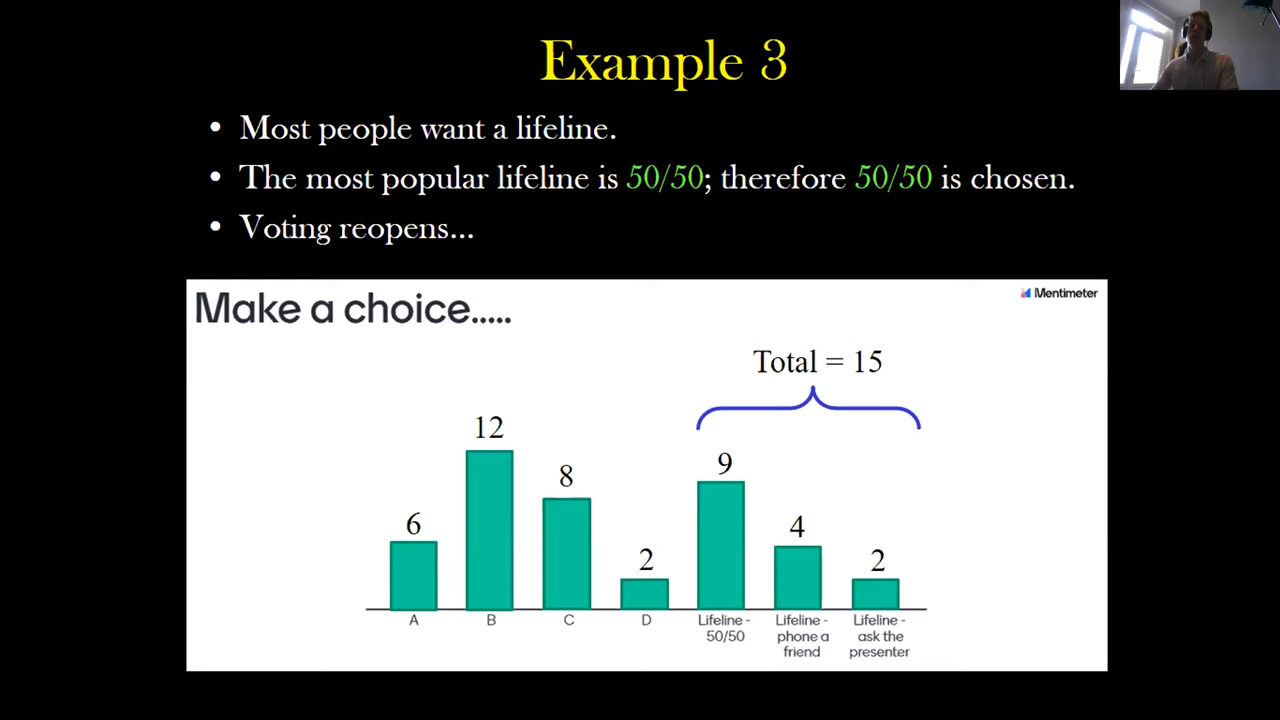 Example 3
• Most people want a lifeline.
• The most popular lifeline is 50/50; therefore 50/50 is chosen.
• Voting reopens...
Make a choice.....
Mentimeter
Total = 15
6
12
8
2
9
4
2
A
B
C
D
Lifeline -
50/50
Lifeline -
phone a
friend
Lifeline -
ask the
presenter